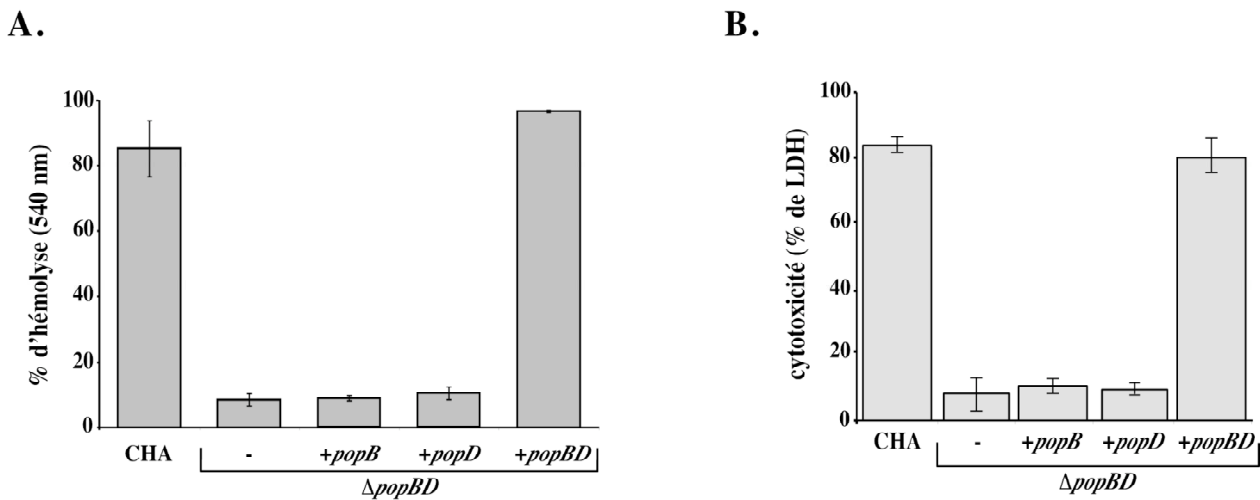 A.
% d'hémolyse (540 nm)
100
80
60
40
20
0
CHA - +popB +popD +popBD
ΔpopBD
B.
cytotoxicité (% de LDH)
100
80
60
40
20
0
CHA - +popB +popD +popBD
ΔpopBD